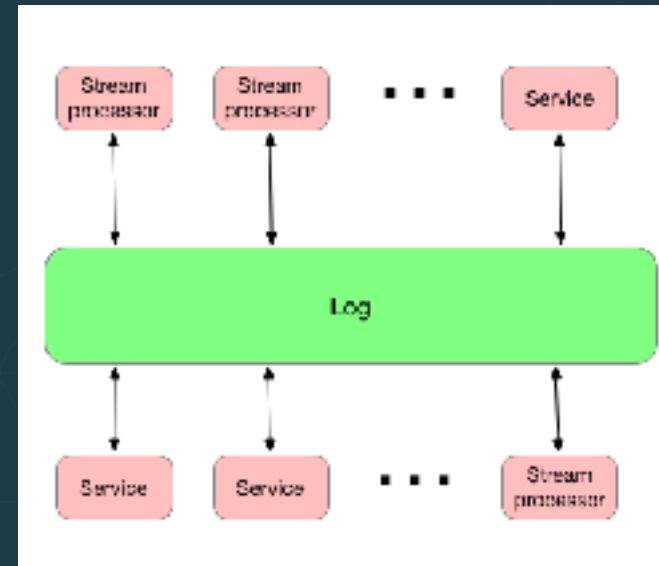 Stream
processor
Stream
processor
...
Service
Log
Service
Service
...
Stream
processor